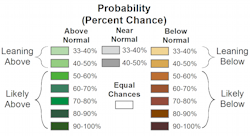 Probability
(Percent Chance)
Above Normal
Near Normal
Below Normal
Leaning Above
33-40%
33-40%
33-40%
Leaning Below
40-50%
40-50%
40-50%
Likely Above
50-60%
Equal Chances
50-60%
Likely Below
60-70%
60-70%
70-80%
70-80%
80-90%
80-90%
90-100%
90-100%